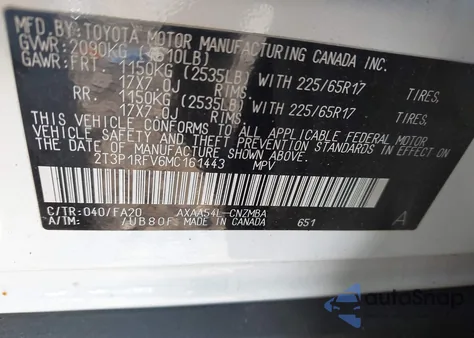 MFD. BY: TOYOTA MOTOR MANUFACTURING CANADA INC.
GVWR: 2090KG (4610LB)
GAWR: FRT. 1150KG (2535LB) WITH 225/65R17 TIRES
17X7.0J RIMS.
RR. 1150KG (2535LB) WITH 225/65R17 TIRES
17X7.0J RIMS.
THIS VEHICLE CONFORMS TO ALL APPLICABLE FEDERAL MOTOR
VEHICLE SAFETY STANDARDS IN EFFECT ON
THE DATE OF MANUFACTURE SHOWN ABOVE.
2T3P1RFV6MC161443 MPV
C/TR:040/FA20 AXAA54L-CNZMBA
A/TM: /UB80F MADE IN CANADA 651 A
autoSnap